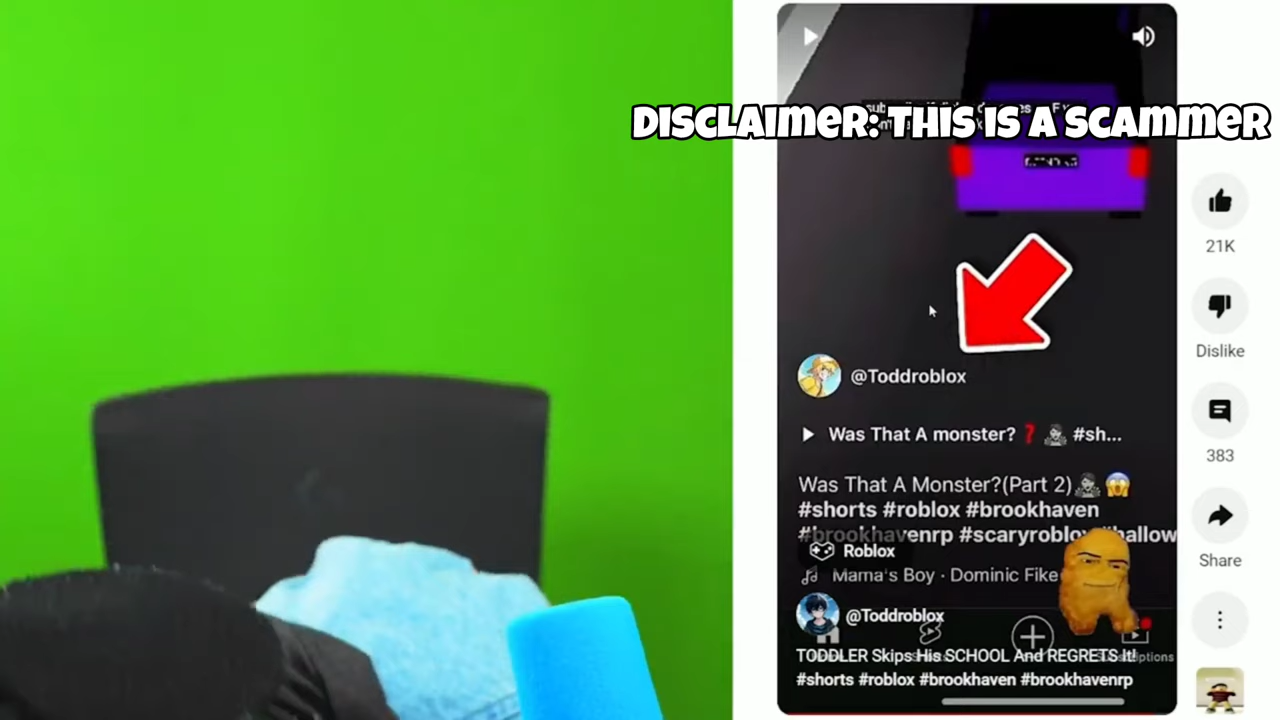 DISCLAIMER: THIS IS A SCAMMER
@Toddroblox
Was That A monster?❓ #sh...
Was That A Monster?(Part 2) 😱
#shorts #roblox #brookhaven
#brookhavenrp #scaryroblox #hallow
Roblox
Mama's Boy · Dominic Fike
@Toddroblox
TODDLER Skips His SCHOOL And REGRETS It!
#shorts #roblox #brookhaven #brookhavenrp
21K
Dislike
383
Share